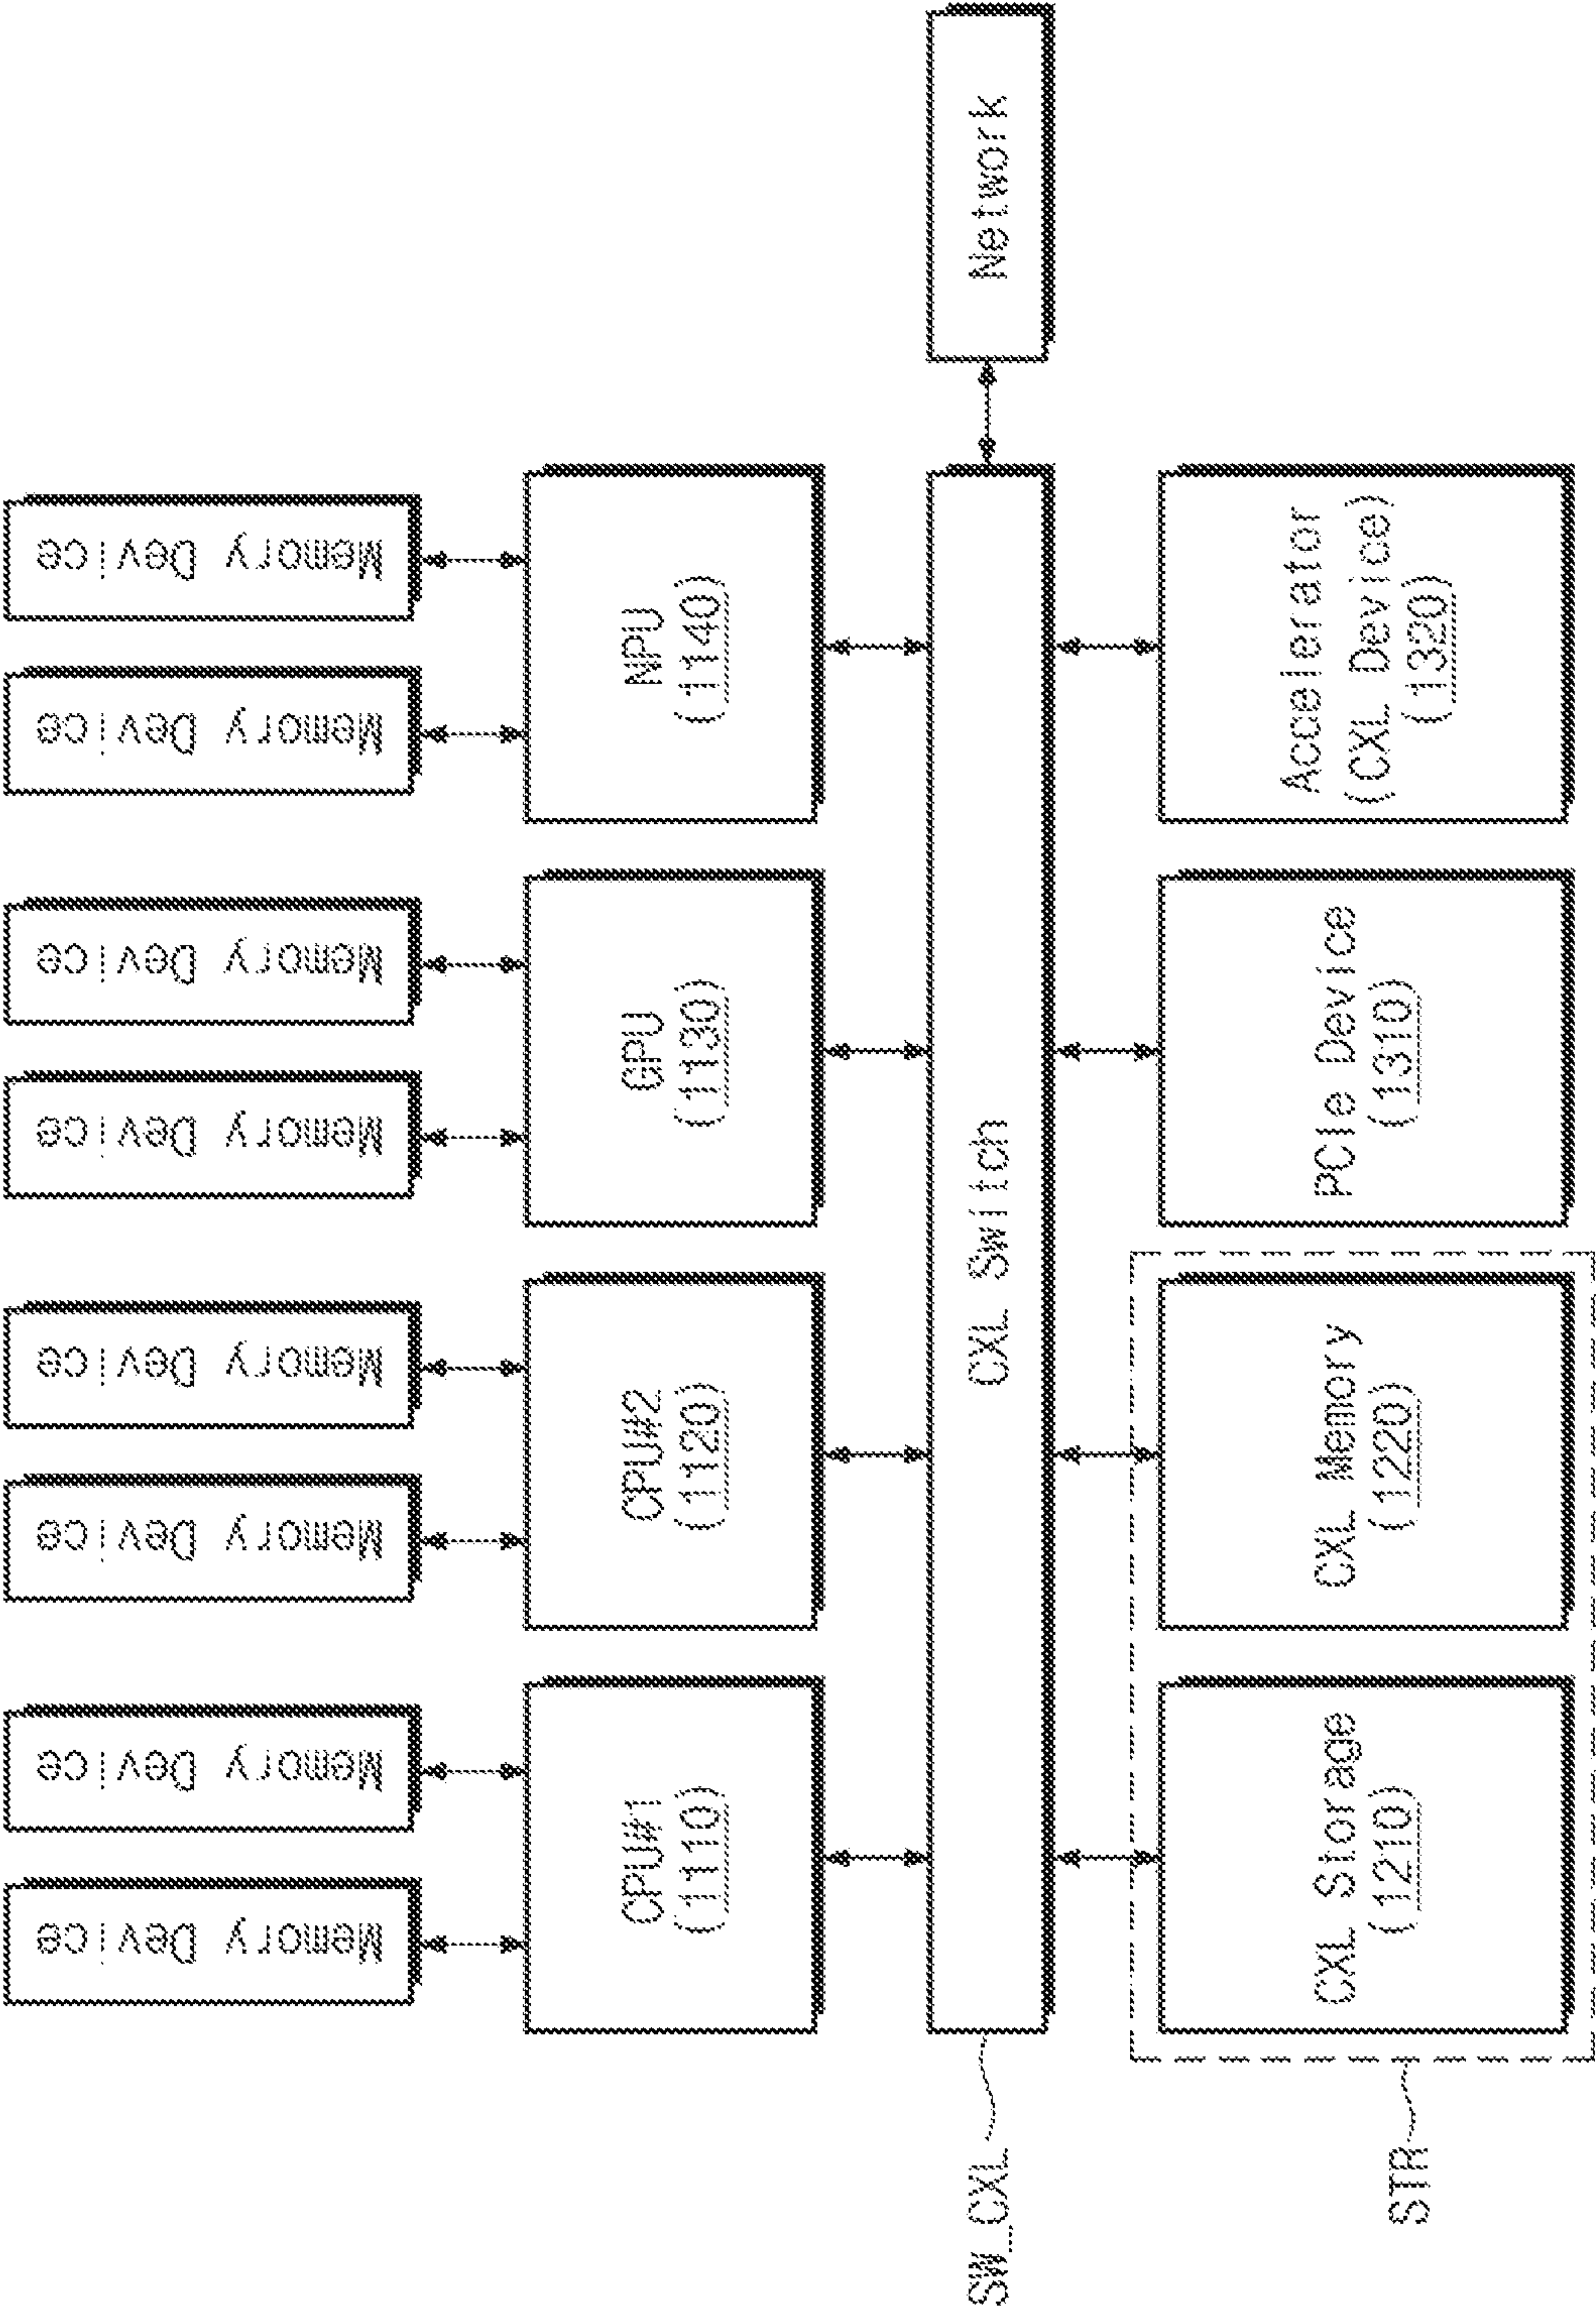 Memory Device
Memory Device
Memory Device
Memory Device
Memory Device
Memory Device
Memory Device
Memory Device
CPU#1
(1110)
CPU#2
(1120)
GPU
(1130)
NPU
(1140)
SW_CXL
CXL Switch
Network
CXL Storage
(1210)
CXL Memory
(1220)
PCIe Device
(1310)
Accelerator
(CXL Device)
(1320)
STR